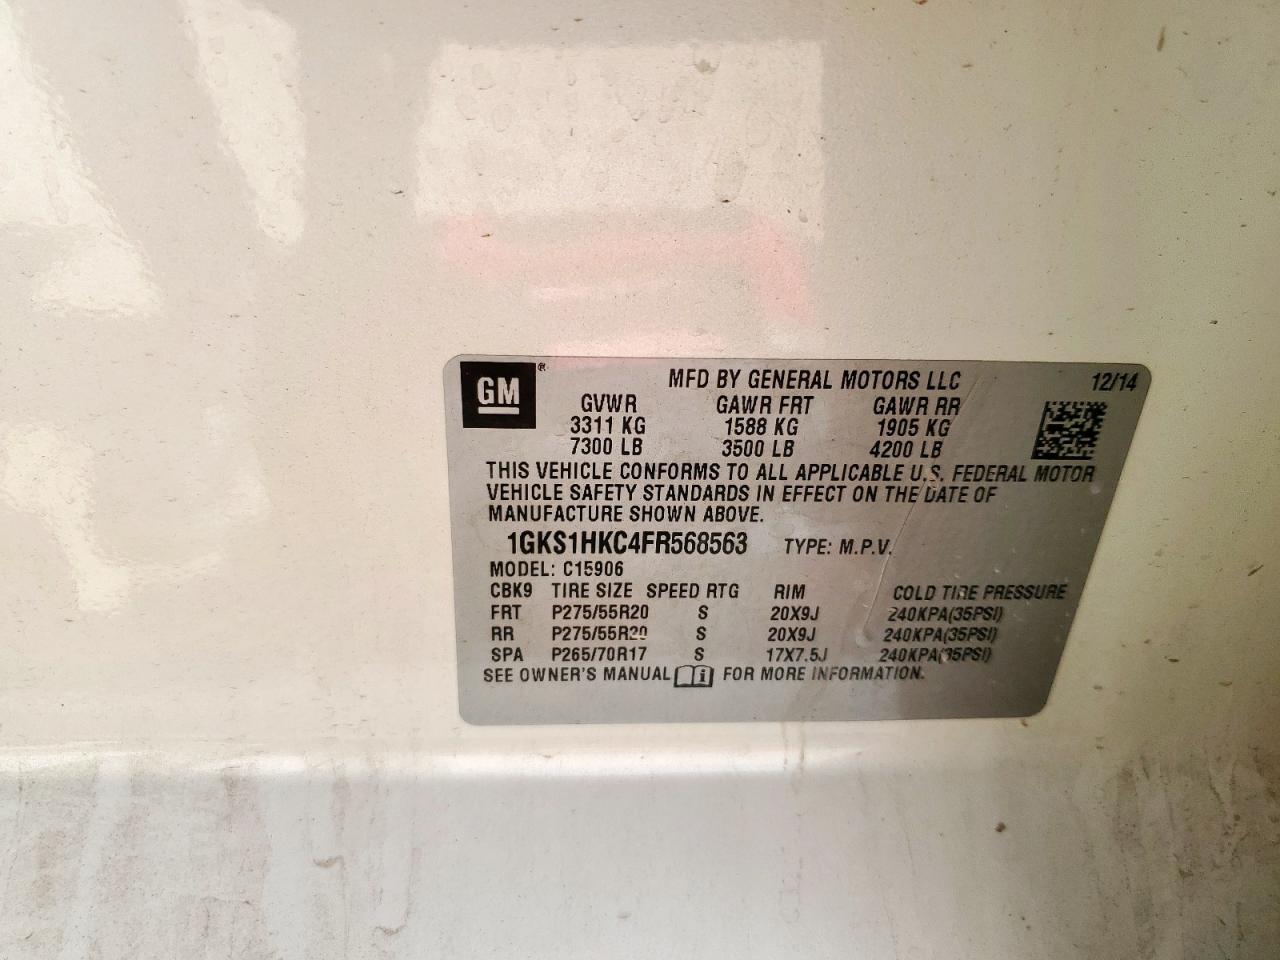 GM® MFD BY GENERAL MOTORS LLC 12/14
GVWR GAWR FRT GAWR RR
3311 KG 1588 KG 1905 KG
7300 LB 3500 LB 4200 LB
THIS VEHICLE CONFORMS TO ALL APPLICABLE U.S. FEDERAL MOTOR
VEHICLE SAFETY STANDARDS IN EFFECT ON THE DATE OF
MANUFACTURE SHOWN ABOVE.
1GKS1HKC4FR568563 TYPE: M.P.V.
MODEL: C15906
CBK9 TIRE SIZE SPEED RTG RIM COLD TIRE PRESSURE
FRT P275/55R20 S 20X9J 240KPA(35PSI)
RR P275/55R20 S 20X9J 240KPA(35PSI)
SPA P265/70R17 S 17X7.5J 240KPA(35PSI)
SEE OWNER'S MANUAL i FOR MORE INFORMATION.